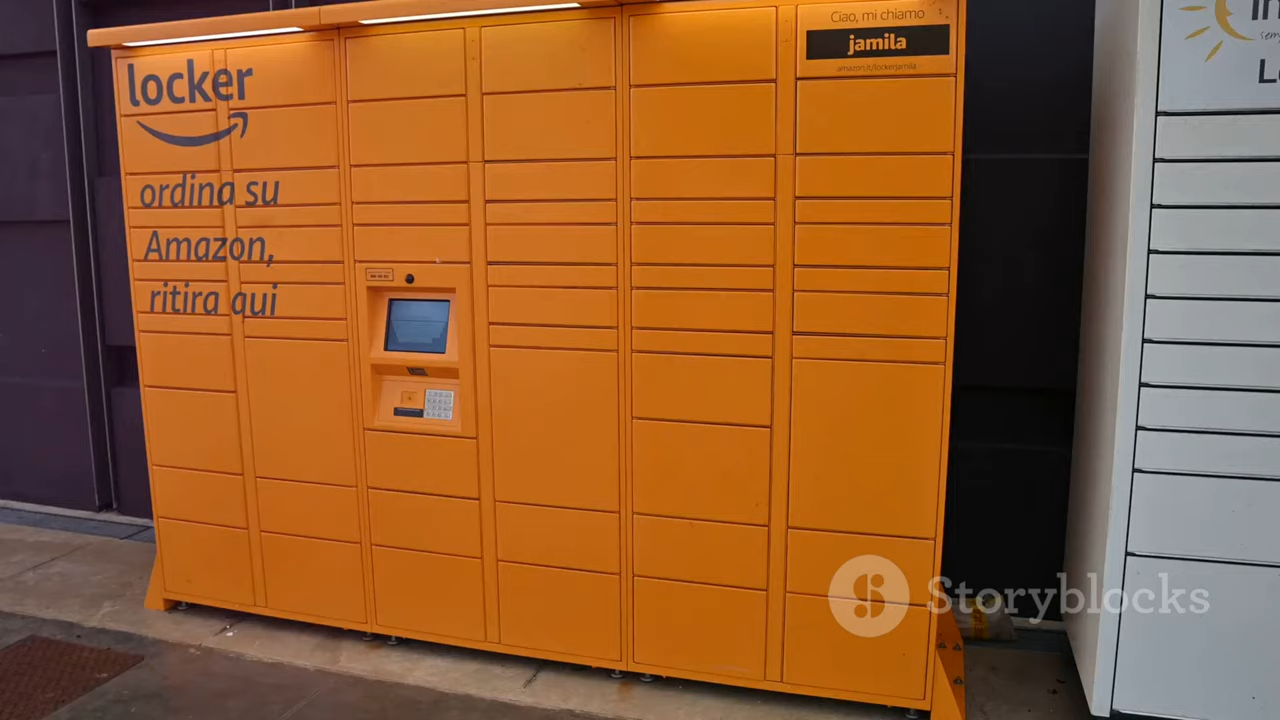 locker
ordina su
Amazon,
ritira qui
Ciao, mi chiamo
jamila
amazon.it/lockerjamila
Storyblocks